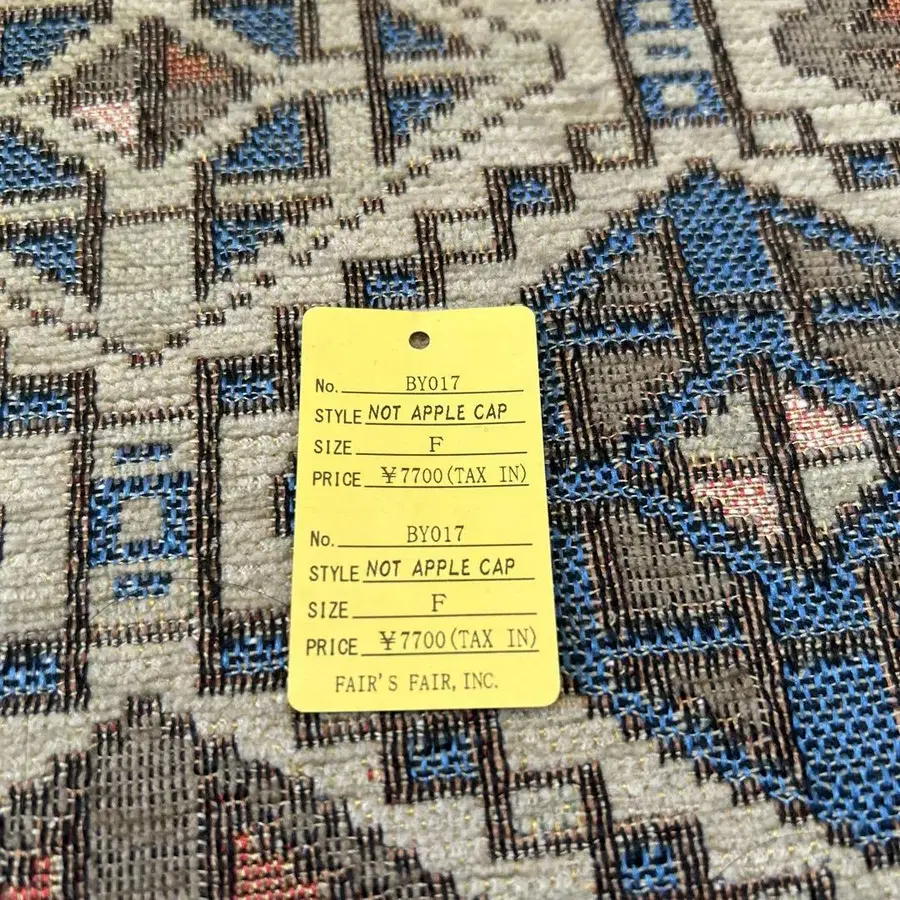 No. BY017
STYLE NOT APPLE CAP
SIZE F
PRICE ¥7700(TAX IN)
No. BY017
STYLE NOT APPLE CAP
SIZE F
PRICE ¥7700(TAX IN)
FAIR'S FAIR, INC.